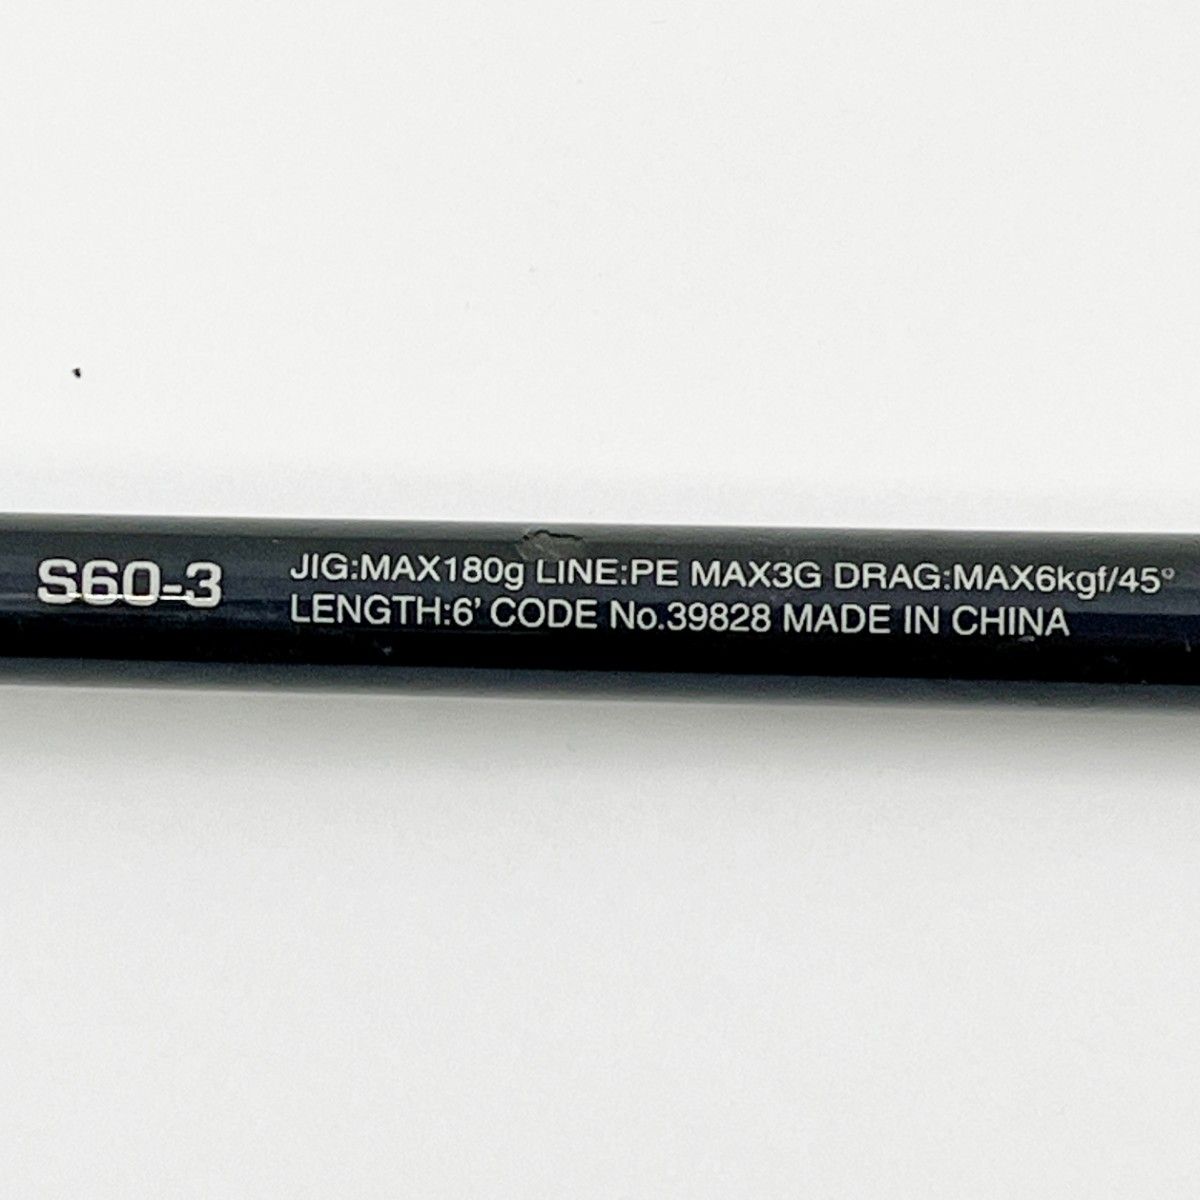 S60-3
JIG:MAX180g LINE:PE MAX3G DRAG:MAX6kgf/45°
LENGTH:6' CODE No.39828 MADE IN CHINA